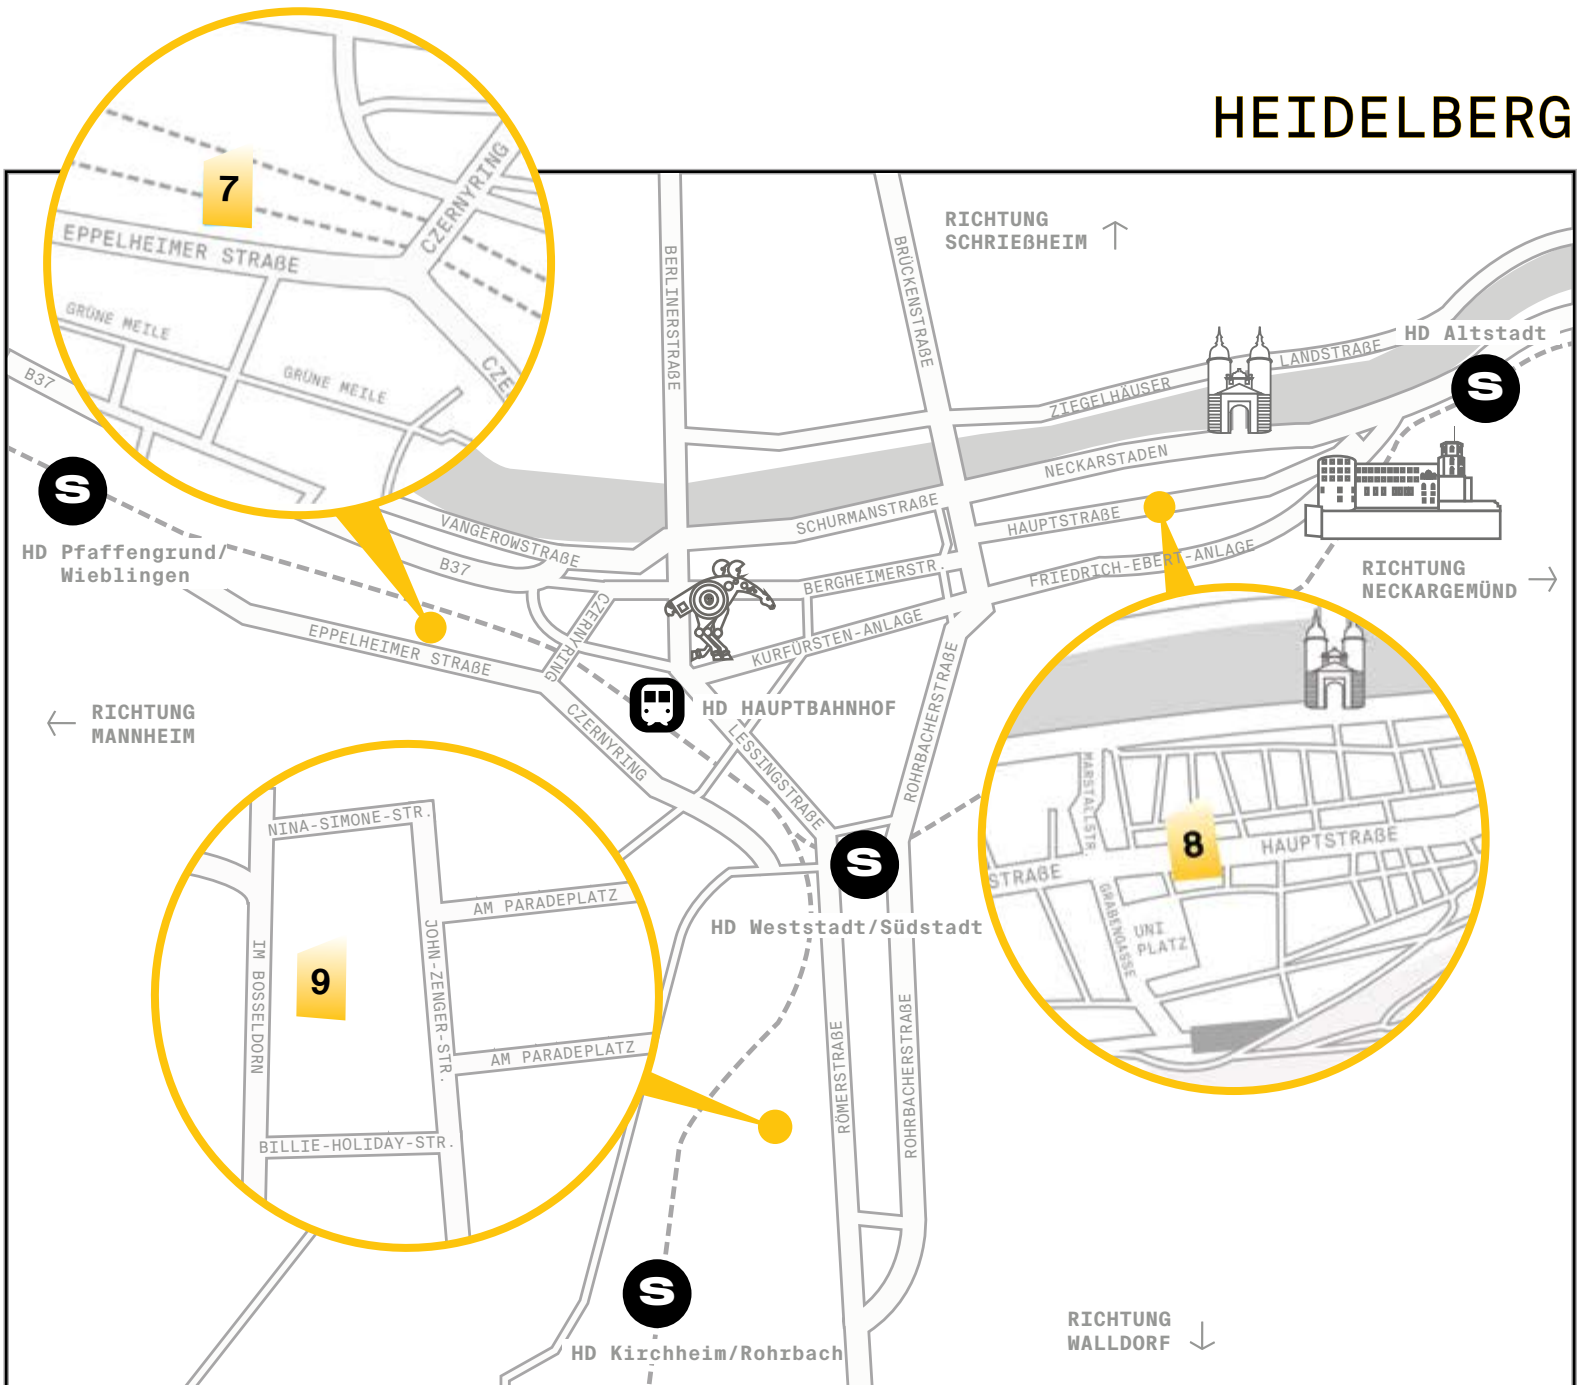 HEIDELBERG
CZERNYRING
7
EPPELHEIMER STRAßE
GRÜNE MEILE
GRÜNE MEILE
CZE
B37
RICHTUNG
SCHRIEßHEIM
BERLINERSTRAßE
BRÜCKENSTRAßE
HD Altstadt
LANDSTRAßE
ZIEGELHÄUSER
S
NECKARSTADEN
S
SCHURMANSTRAßE
HAUPTSTRAßE
VANGEROWSTRAßE
B37
HD Pfaffengrund/
Wieblingen
FRIEDRICH-EBERT-ANLAGE
BERGHEIMERSTR.
RICHTUNG
NECKARGEMÜND
CZERNYRING
EPPELHEIMER STRAßE
KURFÜRSTEN-ANLAGE
ROHRBACHERSTRAßE
HD HAUPTBAHNHOF
RICHTUNG
MANNHEIM
CZERNYRING
LESSINGSTRAßE
MARSTALLSTR.
8
HAUPTSTRAßE
STRAßE
GRABENGASSE
UNI
PLATZ
S
HD Weststadt/Südstadt
NINA-SIMONE-STR.
AM PARADEPLATZ
IM BOSSELDORN
JOHN-ZENGER-STR.
9
AM PARADEPLATZ
BILLIE-HOLIDAY-STR.
RÖMERSTRAßE
ROHRBACHERSTRAßE
S
HD Kirchheim/Rohrbach
RICHTUNG
WALLDORF